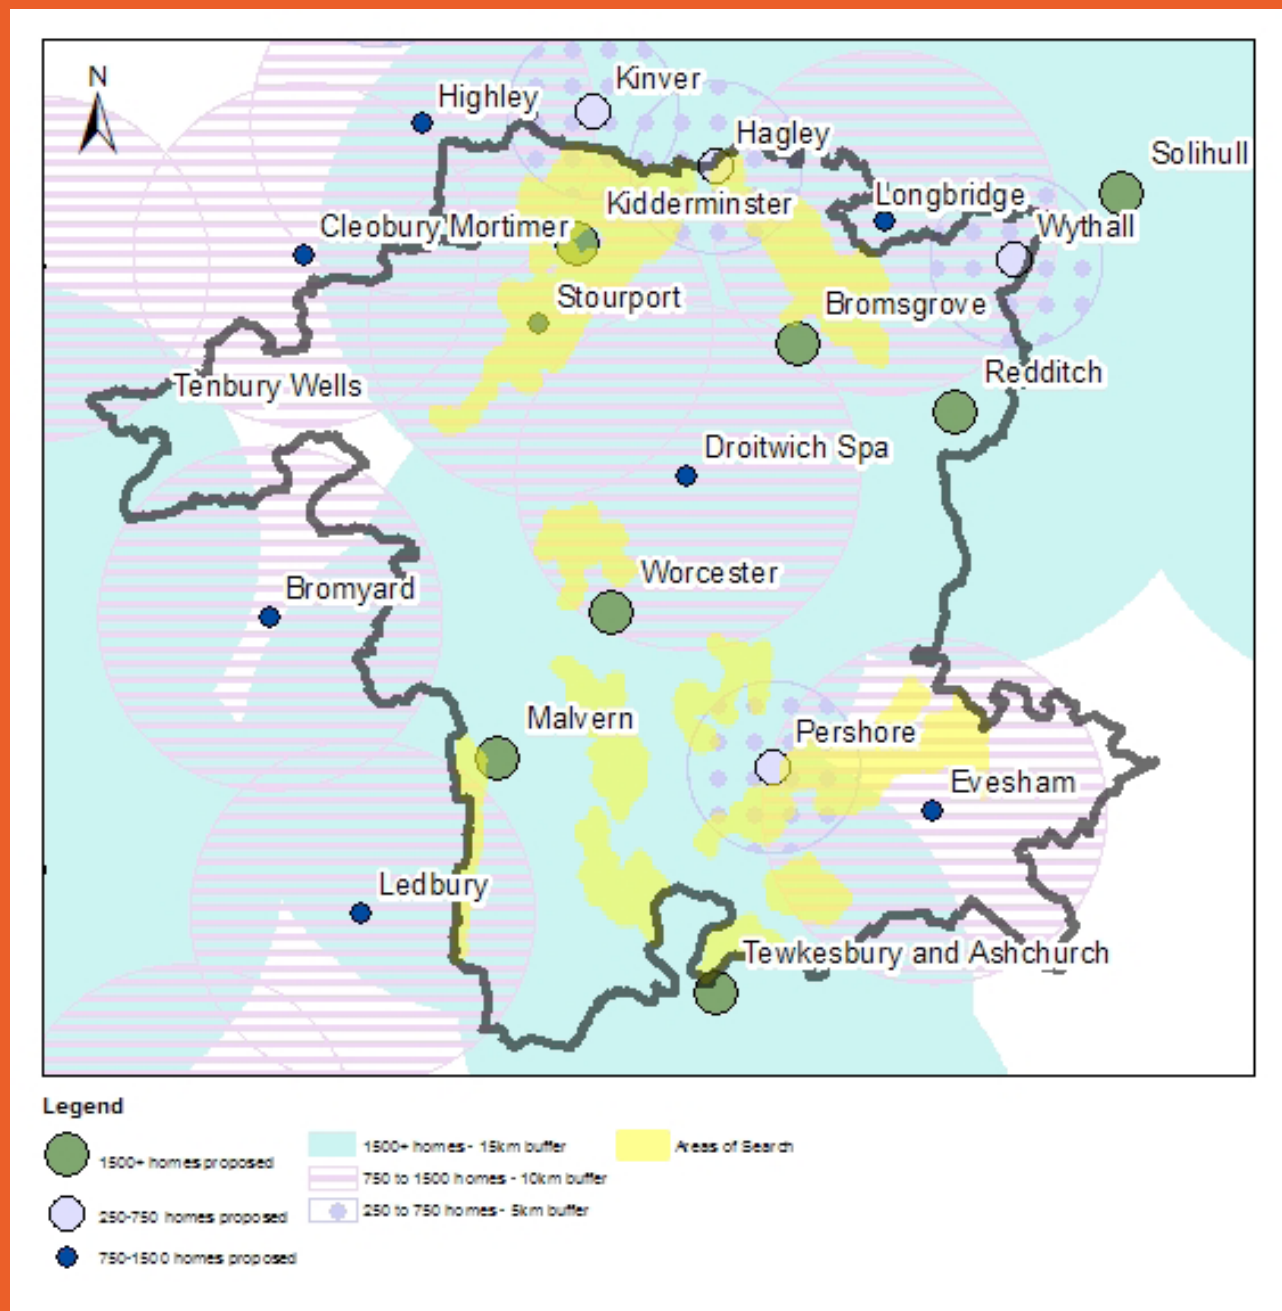 N
Kinver
Highley
Hagley
Solihull
Longbridge
Kidderminster
Cleobury Mortimer
Wythall
Stourport
Bromsgrove
Redditch
Tenbury Wells
Droitwich Spa
Worcester
Bromyard
Malvern
Pershore
Evesham
Ledbury
Tewkesbury and Ashchurch
Legend
1500+ homes proposed
250-750 homes proposed
750-1500 homes proposed
1500+ homes - 15km buffer
750 to 1500 homes - 10km buffer
250 to 750 homes - 5km buffer
Areas of Search